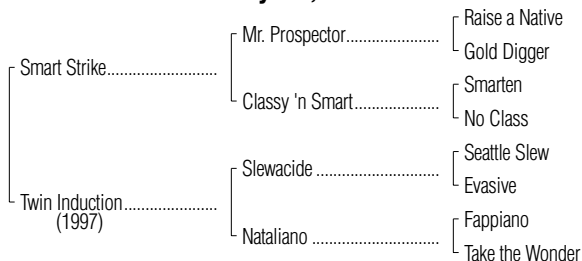 Raise a Native
Mr. Prospector.....................
Gold Digger
Smart Strike.........................
Smarten
Classy 'n Smart...................
No Class
Seattle Slew
Slewacide ............................
Evasive
Twin Induction.....................
(1997)
Fappiano
Nataliano .............................
Take the Wonder